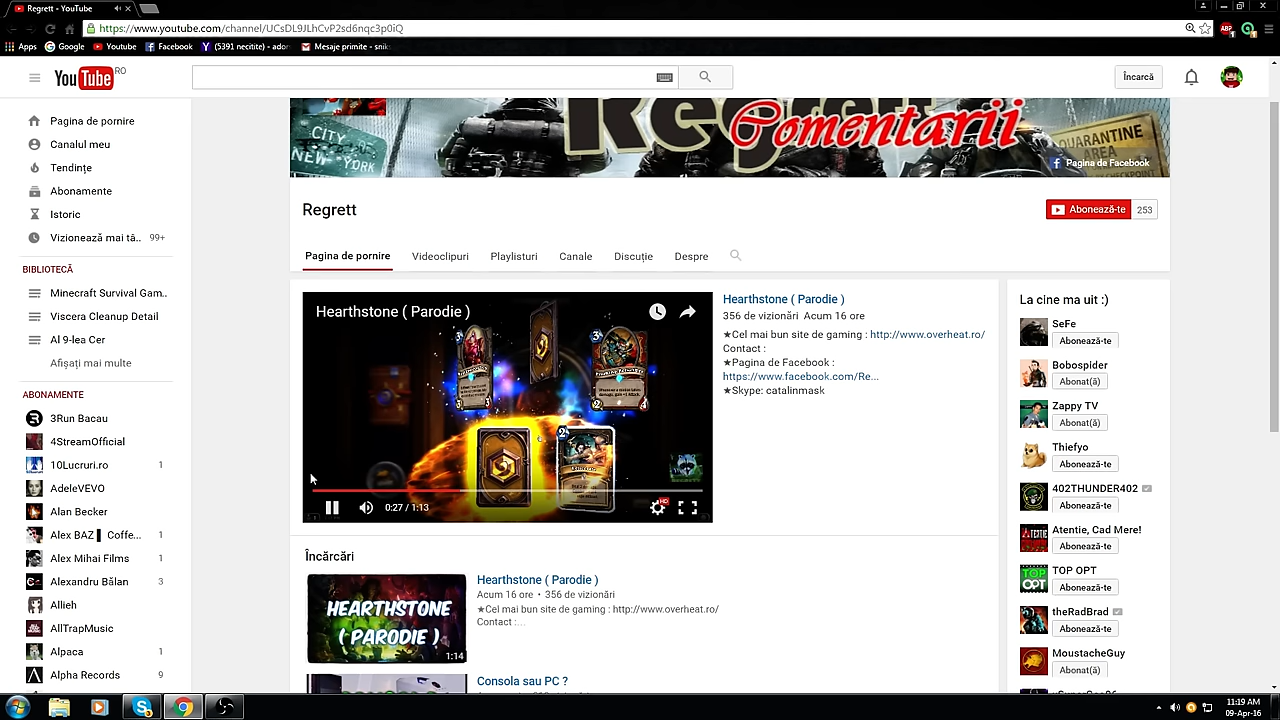 Regrett - YouTube
https://www.youtube.com/channel/UCsDL9JLhCvP2sd6nqc3p0iQ
Apps Google Youtube Facebook (5391 necitite) - ador Mesaje primite - snik
YouTube RO
Încarcă
Pagina de pornire
Canalul meu
Tendințe
Abonamente
Istoric
Vizionează mai tâ.. 99+
BIBLIOTECĂ
Minecraft Survival Gam..
Viscera Cleanup Detail
Al 9-lea Cer
Afișați mai multe
ABONAMENTE
3Run Bacau
4StreamOfficial
10Lucruri.ro 1
AdeleVEVO
Alan Becker
Alex BAZ ▌ Coffe... 1
Alex Mihai Films 1
Alexandru Bălan 3
Allieh
AllTrapMusic
Alpaca 1
Alpha Records 9
CITY
NEW YORK
Regrett
Comentarii
QUARANTINE
AREA
CHECKPOINT
Pagina de Facebook
Regrett
Abonează-te 253
Pagina de pornire Videoclipuri Playlisturi Canale Discuție Despre
Hearthstone ( Parodie )
0:27 / 1:13
HD
Hearthstone ( Parodie )
356 de vizionări Acum 16 ore
★Cel mai bun site de gaming : http://www.overheat.ro/
Contact :
★Pagina de Facebook :
https://www.facebook.com/Re...
★Skype: catalinmask
Încărcări
HEARTHSTONE
( PARODIE )
1:14
Hearthstone ( Parodie )
Acum 16 ore • 356 de vizionări
★Cel mai bun site de gaming : http://www.overheat.ro/
Contact :...
Consola sau PC ?
La cine ma uit :)
SeFe
Abonează-te
Bobospider
Abonat(ă)
Zappy TV
Abonat(ă)
Thiefyo
Abonează-te
402THUNDER402
Abonează-te
Atentie, Cad Mere!
Abonează-te
TOP OPT
Abonează-te
theRadBrad
Abonează-te
MoustacheGuy
Abonat(ă)
11:19 AM
09-Apr-16